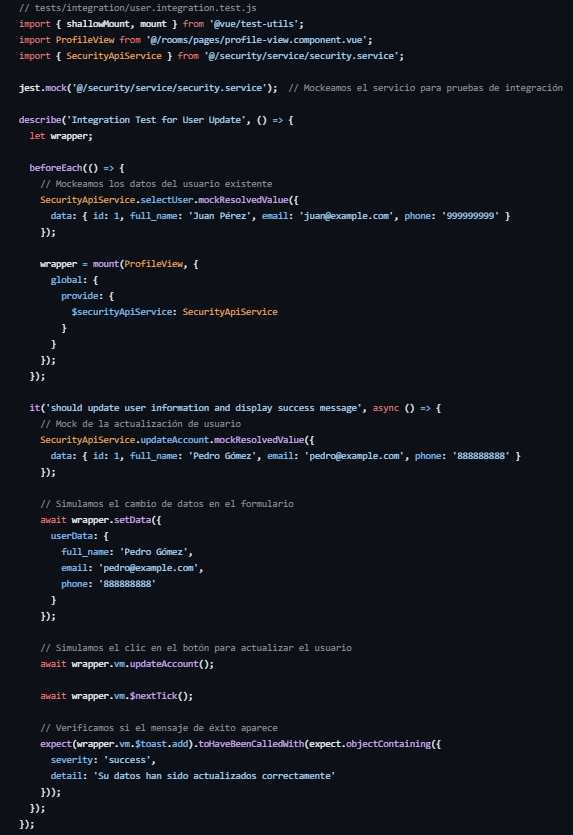 // tests/integration/user.integration.test.js
import { shallowMount, mount } from '@vue/test-utils';
import ProfileView from '@/rooms/pages/profile-view.component.vue';
import { SecurityApiService } from '@/security/service/security.service';

jest.mock('@/security/service/security.service');  // Mockeamos el servicio para pruebas de integración

describe('Integration Test for User Update', () => {
  let wrapper;

  beforeEach(() => {
    // Mockeamos los datos del usuario existente
    SecurityApiService.selectUser.mockResolvedValue({
      data: { id: 1, full_name: 'Juan Pérez', email: 'juan@example.com', phone: '999999999' }
    });

    wrapper = mount(ProfileView, {
      global: {
        provide: {
          $securityApiService: SecurityApiService
        }
      }
    });
  });

  it('should update user information and display success message', async () => {
    // Mock de la actualización de usuario
    SecurityApiService.updateAccount.mockResolvedValue({
      data: { id: 1, full_name: 'Pedro Gómez', email: 'pedro@example.com', phone: '888888888' }
    });

    // Simulamos el cambio de datos en el formulario
    await wrapper.setData({
      userData: {
        full_name: 'Pedro Gómez',
        email: 'pedro@example.com',
        phone: '888888888'
      }
    });

    // Simulamos el clic en el botón para actualizar el usuario
    await wrapper.vm.updateAccount();

    await wrapper.vm.$nextTick();

    // Verificamos si el mensaje de éxito aparece
    expect(wrapper.vm.$toast.add).toHaveBeenCalledWith(expect.objectContaining({
      severity: 'success',
      detail: 'Su datos han sido actualizados correctamente'
    }));
  });
});